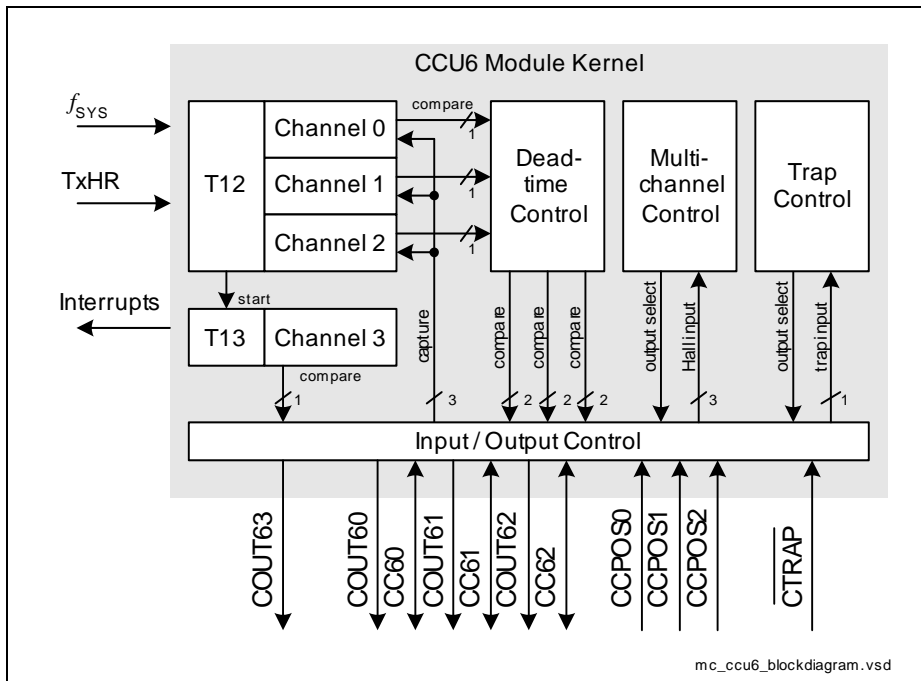 CCU6 Module Kernel
fSYS
TxHR
Interrupts
T12
Channel 0
Channel 1
Channel 2
compare
1
1
1
Dead-
time
Control
Multi-
channel
Control
Trap
Control
start
T13
Channel 3
compare
1
capture
3
compare
2
compare
2
compare
2
output select
Hall input
3
output select
trap input
1
Input / Output Control
COUT63
COUT60
CC60
COUT61
CC61
COUT62
CC62
CCPOS0
CCPOS1
CCPOS2
CTRAP
mc_ccu6_blockdiagram.vsd